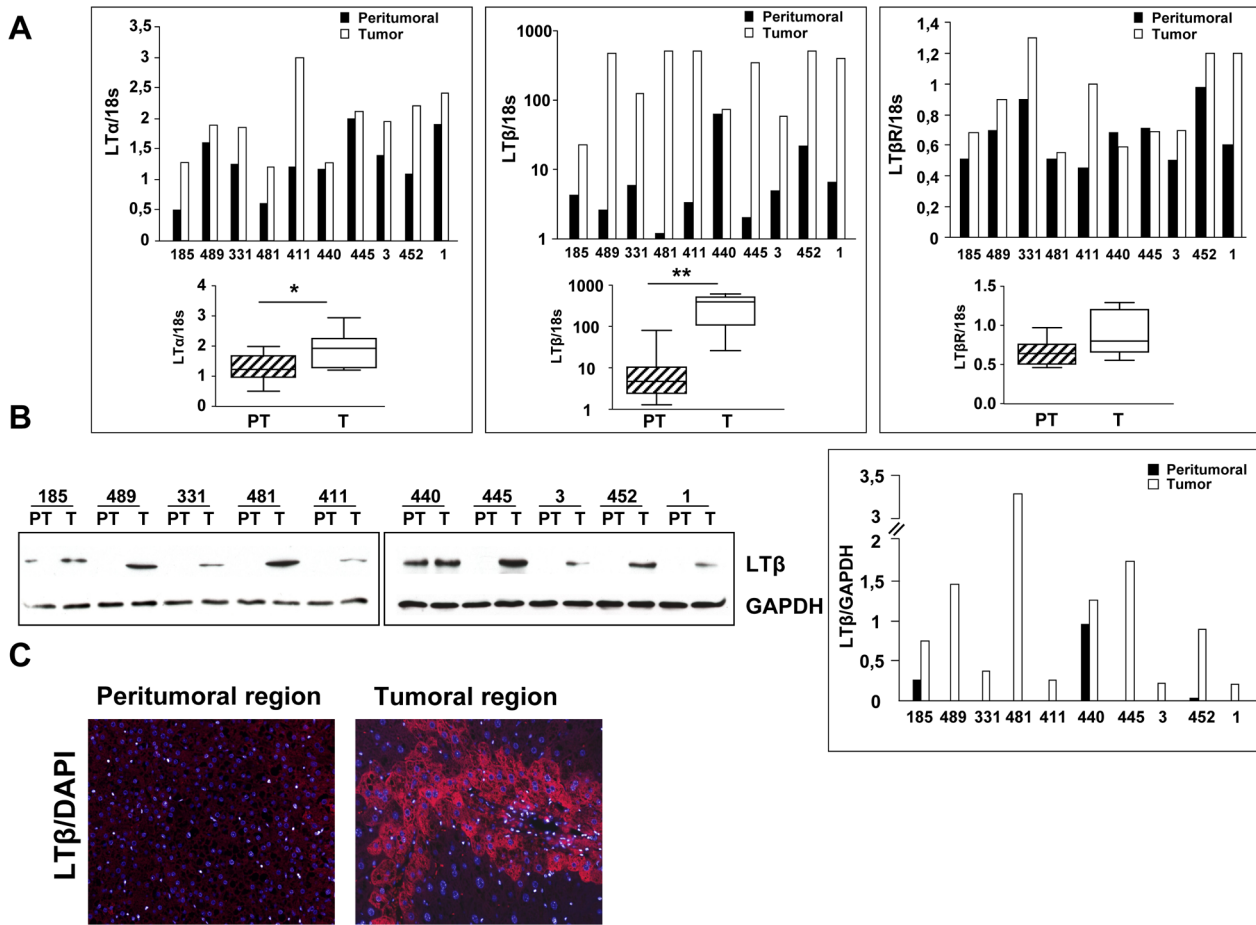 A
LTα/18s
3,5
3
2,5
2
1,5
1
0,5
0
Peritumoral
Tumor
185 489 331 481 411 440 445 3 452 1
LTα/18s
4
3
2
1
0
*
PT T
LTβ/18s
1000
100
10
1
Peritumoral
Tumor
185 489 331 481 411 440 445 3 452 1
LTβ/18s
1000
100
10
1
**
PT T
LTβR/18s
1,4
1,2
1
0,8
0,6
0,4
0,2
0
Peritumoral
Tumor
185 489 331 481 411 440 445 3 452 1
LTβR/18s
1.5
1.0
0.5
0.0
PT T
B
185 489 331 481 411 440 445 3 452 1
PT T PT T PT T PT T PT T PT T PT T PT T PT T PT T
LTβ
GAPDH
LTβ/GAPDH
3,5
3
2
1,5
1
0,5
0
Peritumoral
Tumor
185 489 331 481 411 440 445 3 452 1
C
Peritumoral region Tumoral region
LTβ/DAPI